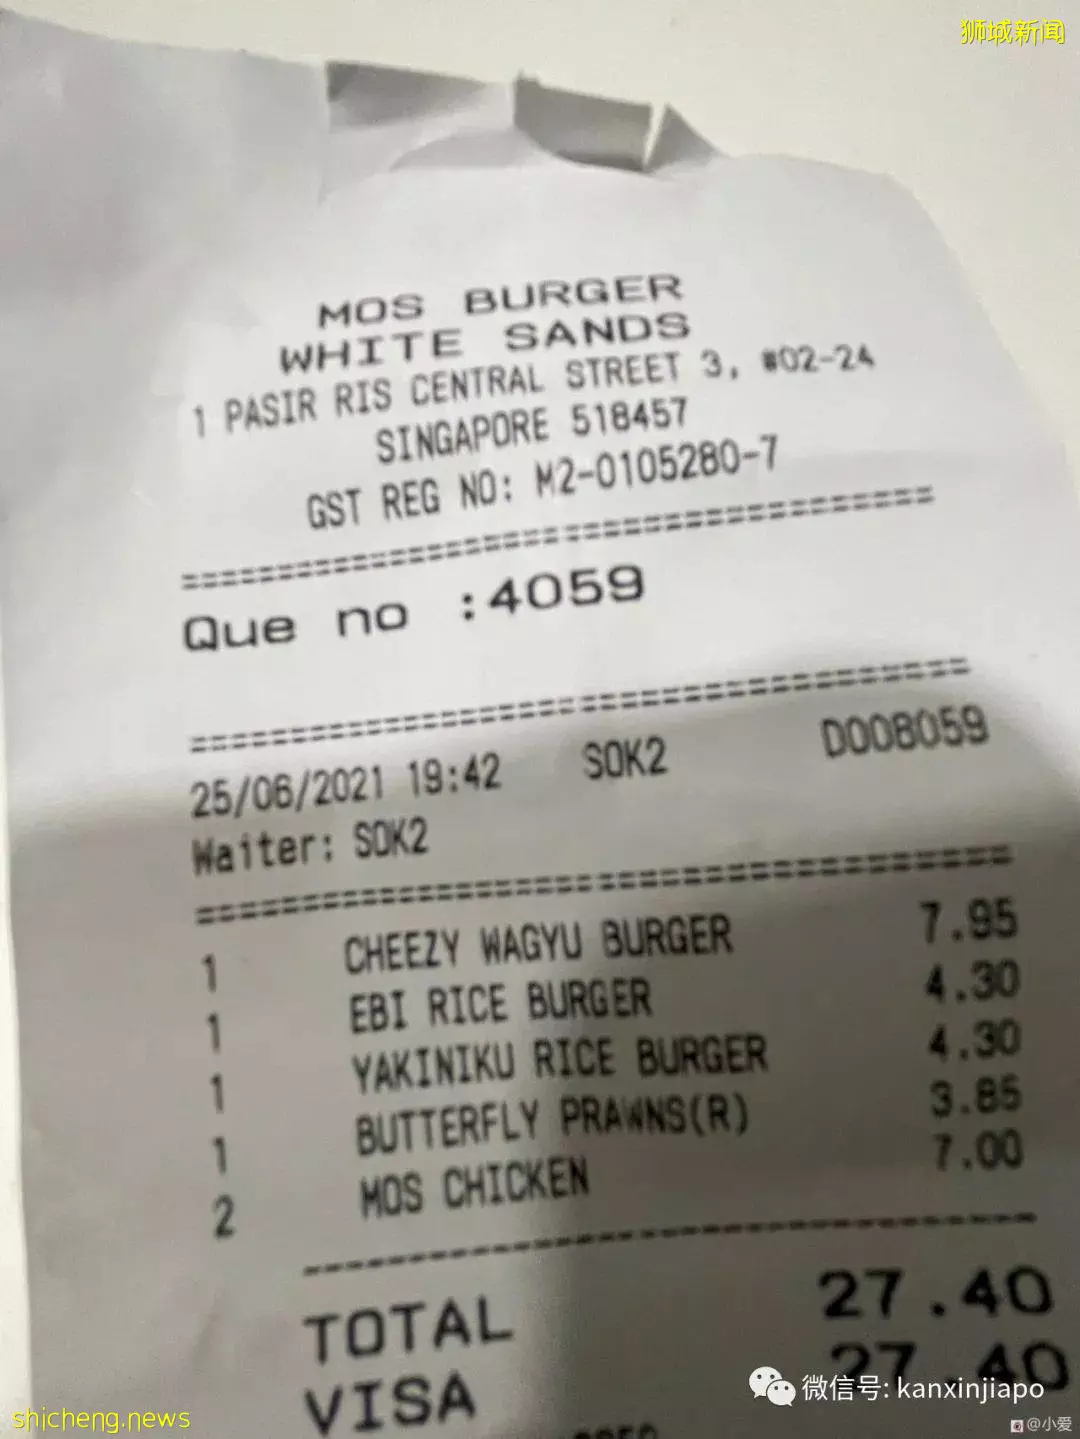 狮城新闻
MOS BURGER
WHITE SANDS
1 PASIR RIS CENTRAL STREET 3, #02-24
SINGAPORE 518457
GST REG NO: M2-0105280-7
Que no :4059
25/06/2021 19:42 SOK2 D008059
Waiter: SOK2
1 CHEEZY WAGYU BURGER 7.95
1 EBI RICE BURGER 4.30
1 YAKINIKU RICE BURGER 4.30
1 BUTTERFLY PRAWNS(R) 3.85
2 MOS CHICKEN 7.00
TOTAL 27.40
VISA 27.40
微信号: kanxinjiapo
shicheng.news
@小爱